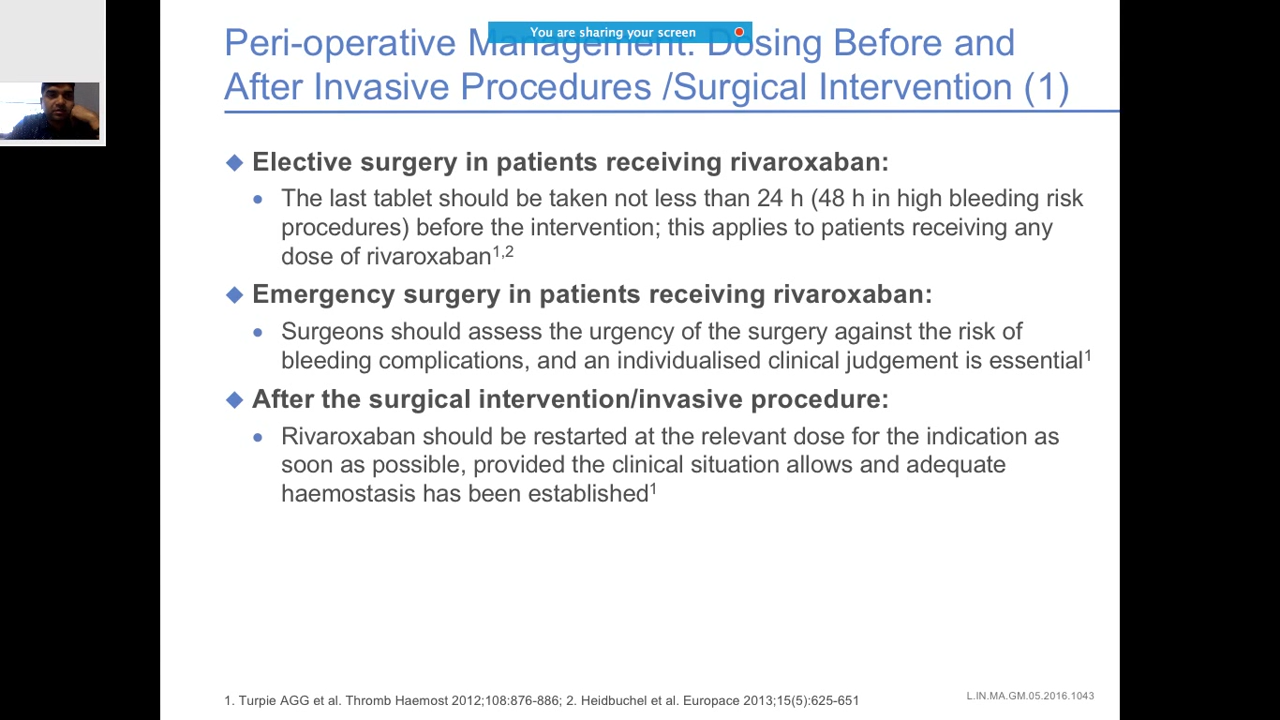 You are sharing your screen
Peri-operative Management: Dosing Before and
After Invasive Procedures /Surgical Intervention (1)
◆ Elective surgery in patients receiving rivaroxaban:
• The last tablet should be taken not less than 24 h (48 h in high bleeding risk
procedures) before the intervention; this applies to patients receiving any
dose of rivaroxaban1,2
◆ Emergency surgery in patients receiving rivaroxaban:
• Surgeons should assess the urgency of the surgery against the risk of
bleeding complications, and an individualised clinical judgement is essential1
◆ After the surgical intervention/invasive procedure:
• Rivaroxaban should be restarted at the relevant dose for the indication as
soon as possible, provided the clinical situation allows and adequate
haemostasis has been established1
1. Turpie AGG et al. Thromb Haemost 2012;108:876-886; 2. Heidbuchel et al. Europace 2013;15(5):625-651
L.IN.MA.GM.05.2016.1043